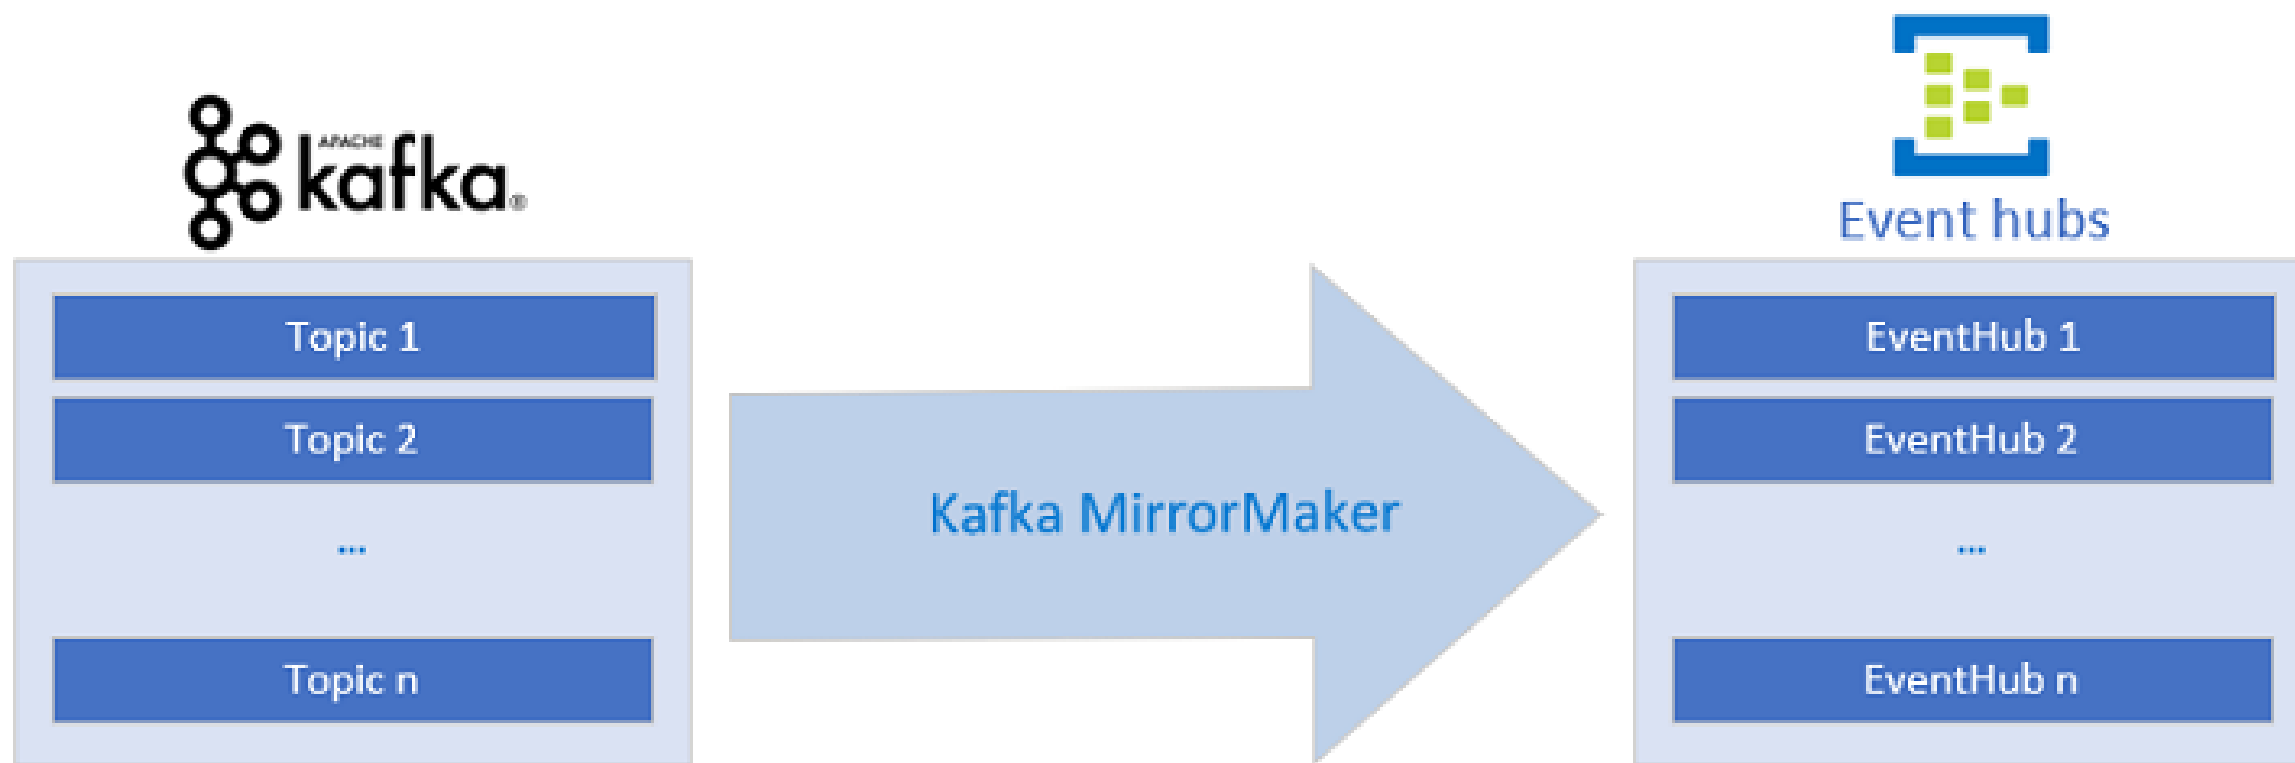 APACHE
kafka®
Event hubs
Topic 1
Topic 2
...
Topic n
Kafka MirrorMaker
EventHub 1
EventHub 2
...
EventHub n